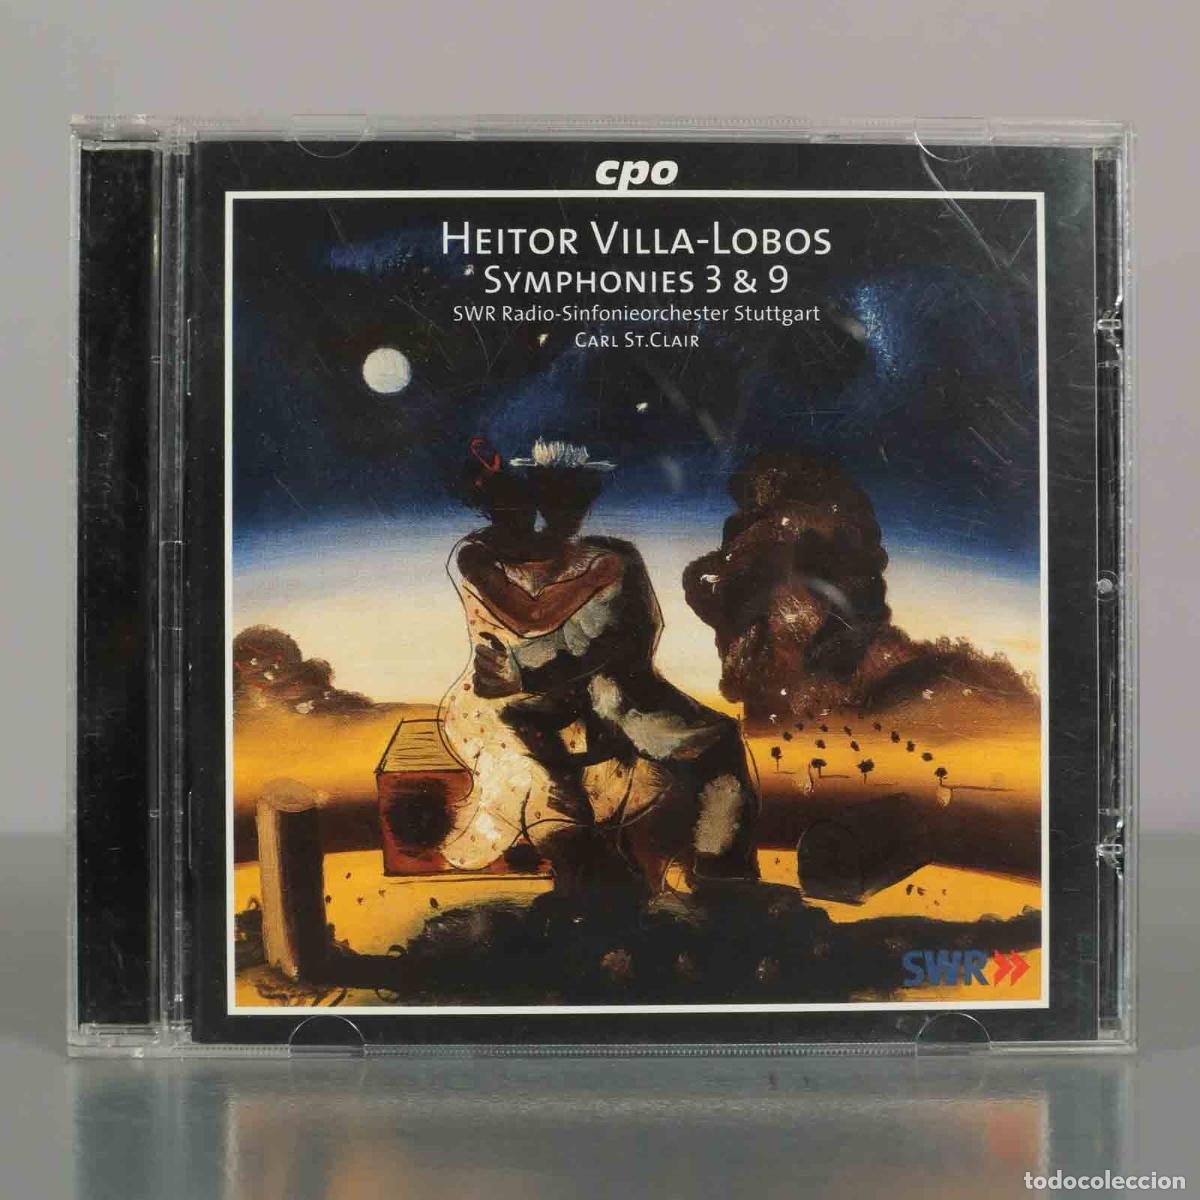 cpo
HEITOR VILLA-LOBOS
SYMPHONIES 3 & 9
SWR Radio-Sinfonieorchester Stuttgart
CARL ST.CLAIR
SWR
todocoleccion